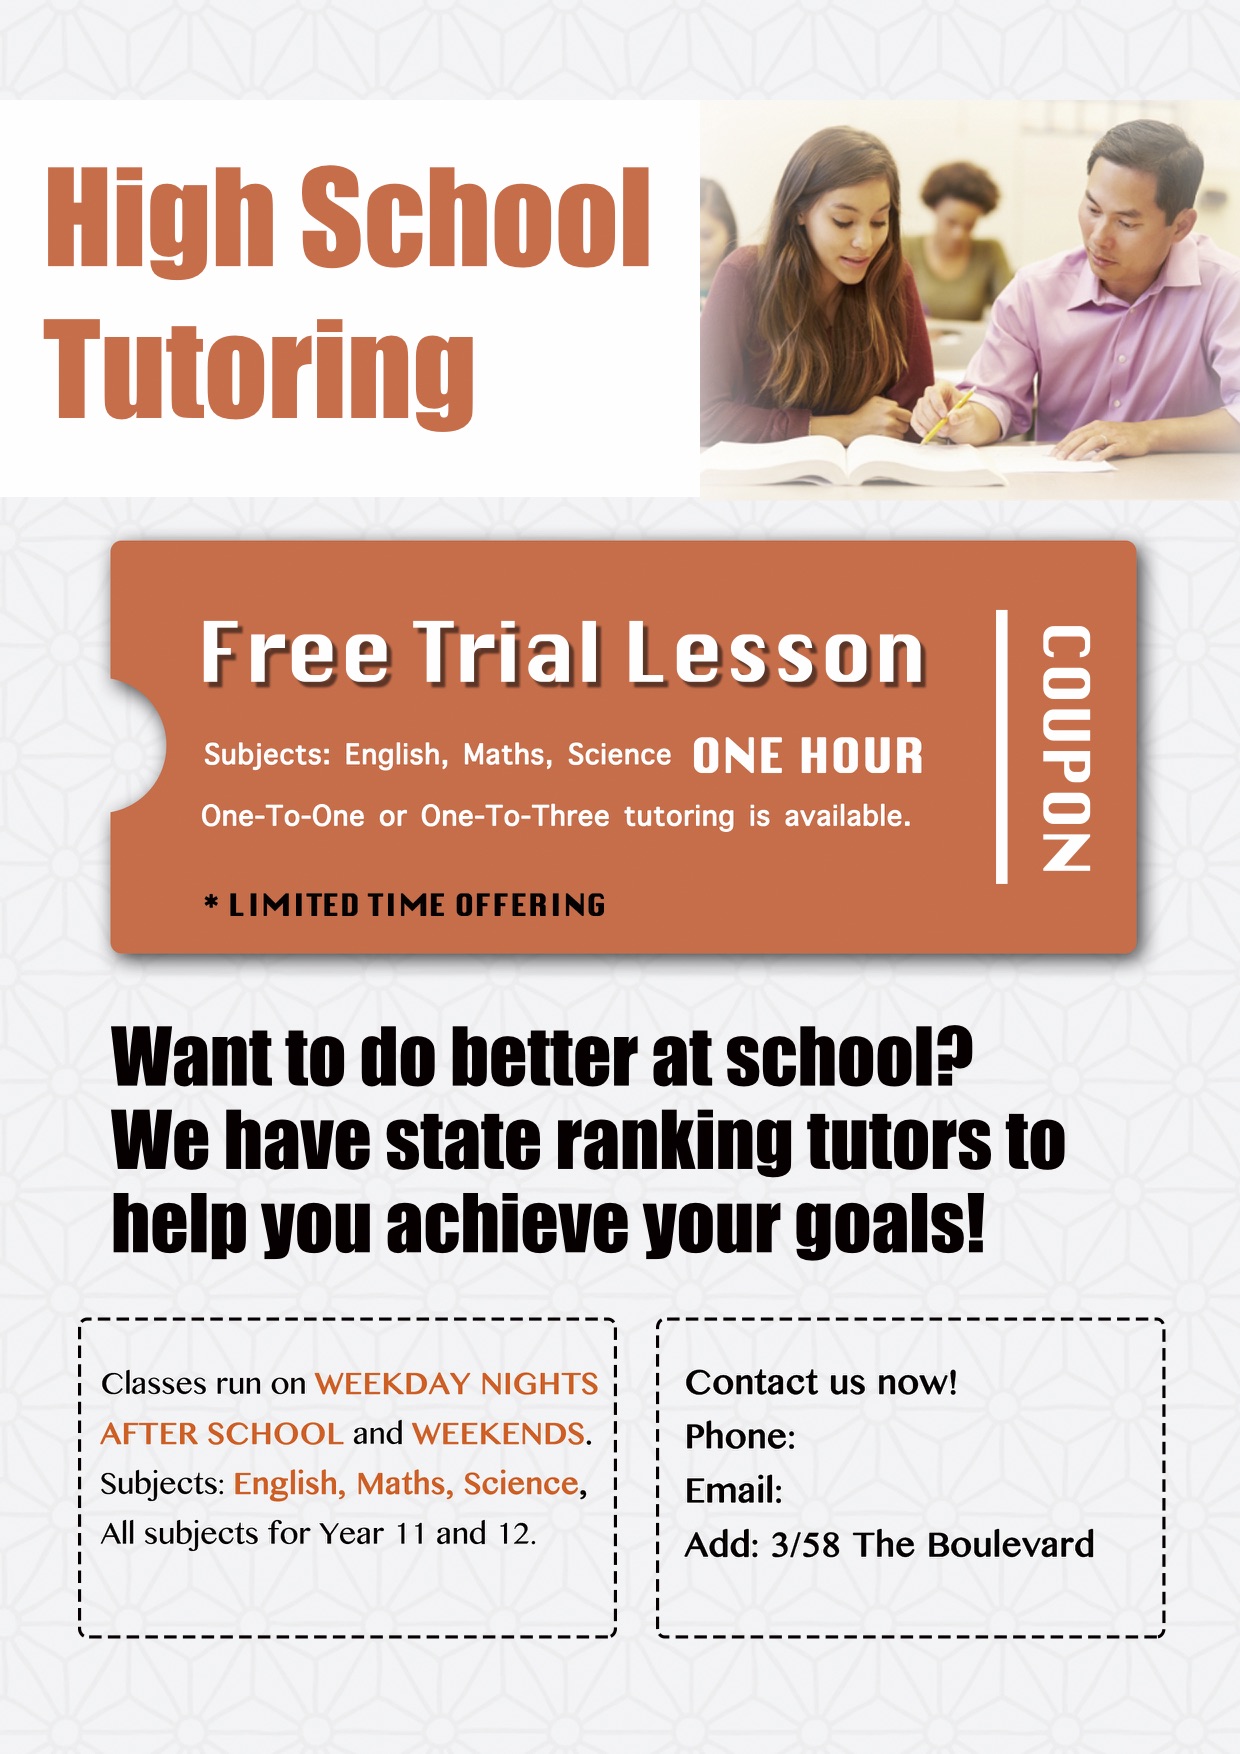 High School
Tutoring
Free Trial Lesson
Subjects: English, Maths, Science ONE HOUR
One-To-One or One-To-Three tutoring is available.
* LIMITED TIME OFFERING
COUPON
Want to do better at school?
We have state ranking tutors to
help you achieve your goals!
Classes run on WEEKDAY NIGHTS
AFTER SCHOOL and WEEKENDS.
Subjects: English, Maths, Science,
All subjects for Year 11 and 12.
Contact us now!
Phone:
Email:
Add: 3/58 The Boulevard